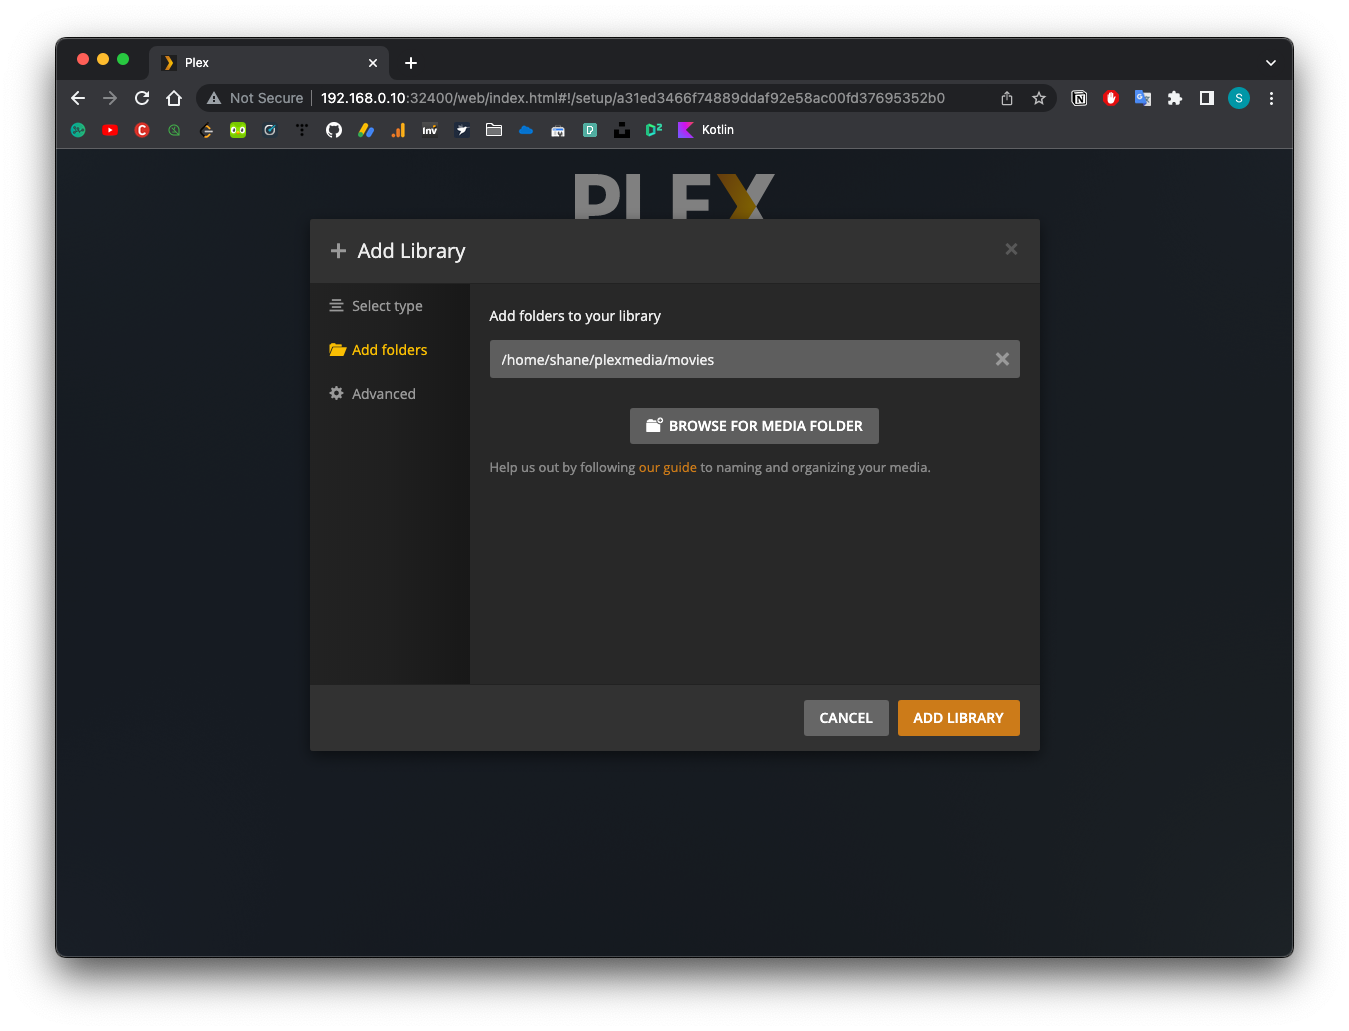 Plex
Not Secure 192.168.0.10:32400/web/index.html#!/setup/a31ed3466f74889ddaf92e58ac00fd37695352b0
S
Inv
Kotlin
PLEX
Add Library
Select type
Add folders to your library
Add folders
/home/shane/plexmedia/movies
Advanced
BROWSE FOR MEDIA FOLDER
Help us out by following our guide to naming and organizing your media.
CANCEL
ADD LIBRARY